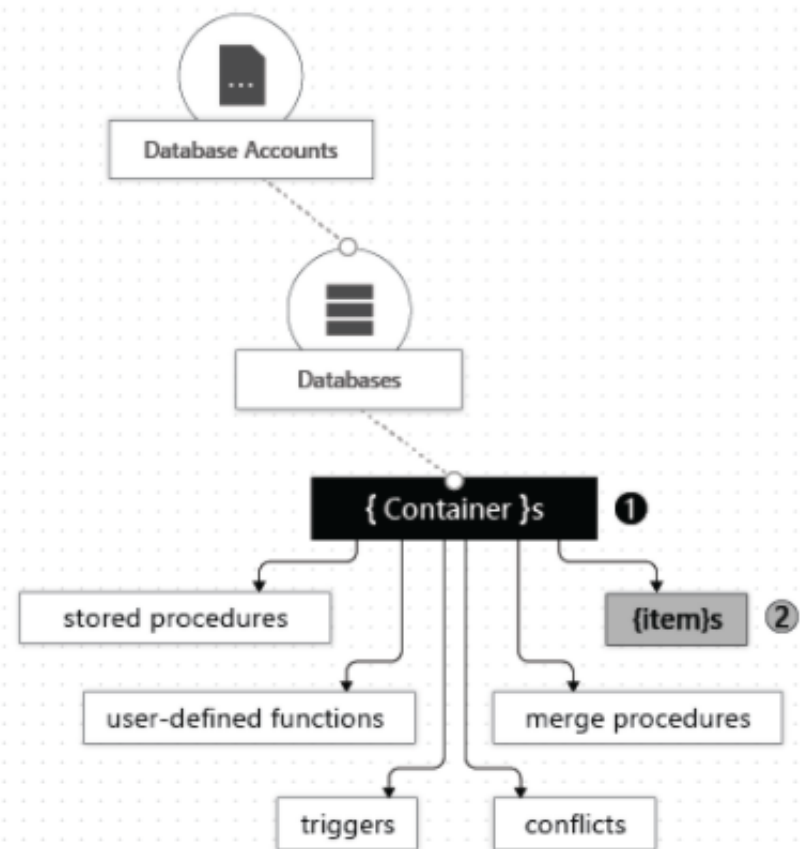 ...
Database Accounts
Databases
{ Container }s 1
stored procedures
{item}s 2
user-defined functions
merge procedures
triggers
conflicts